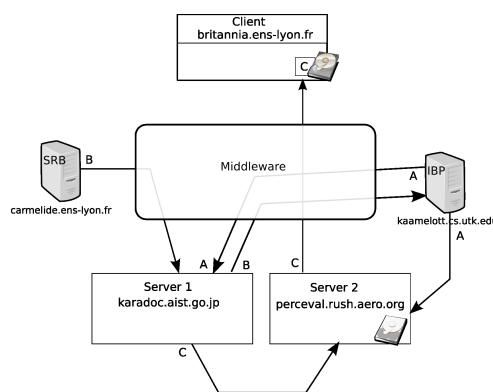 Client
britannia.ens-lyon.fr
C
SRB
B
carmelide.ens-lyon.fr
Middleware
IBP
A
kaamelott.cs.utk.edu
A
A
B
C
Server 1
karadoc.aist.go.jp
Server 2
perceval.rush.aero.org
C